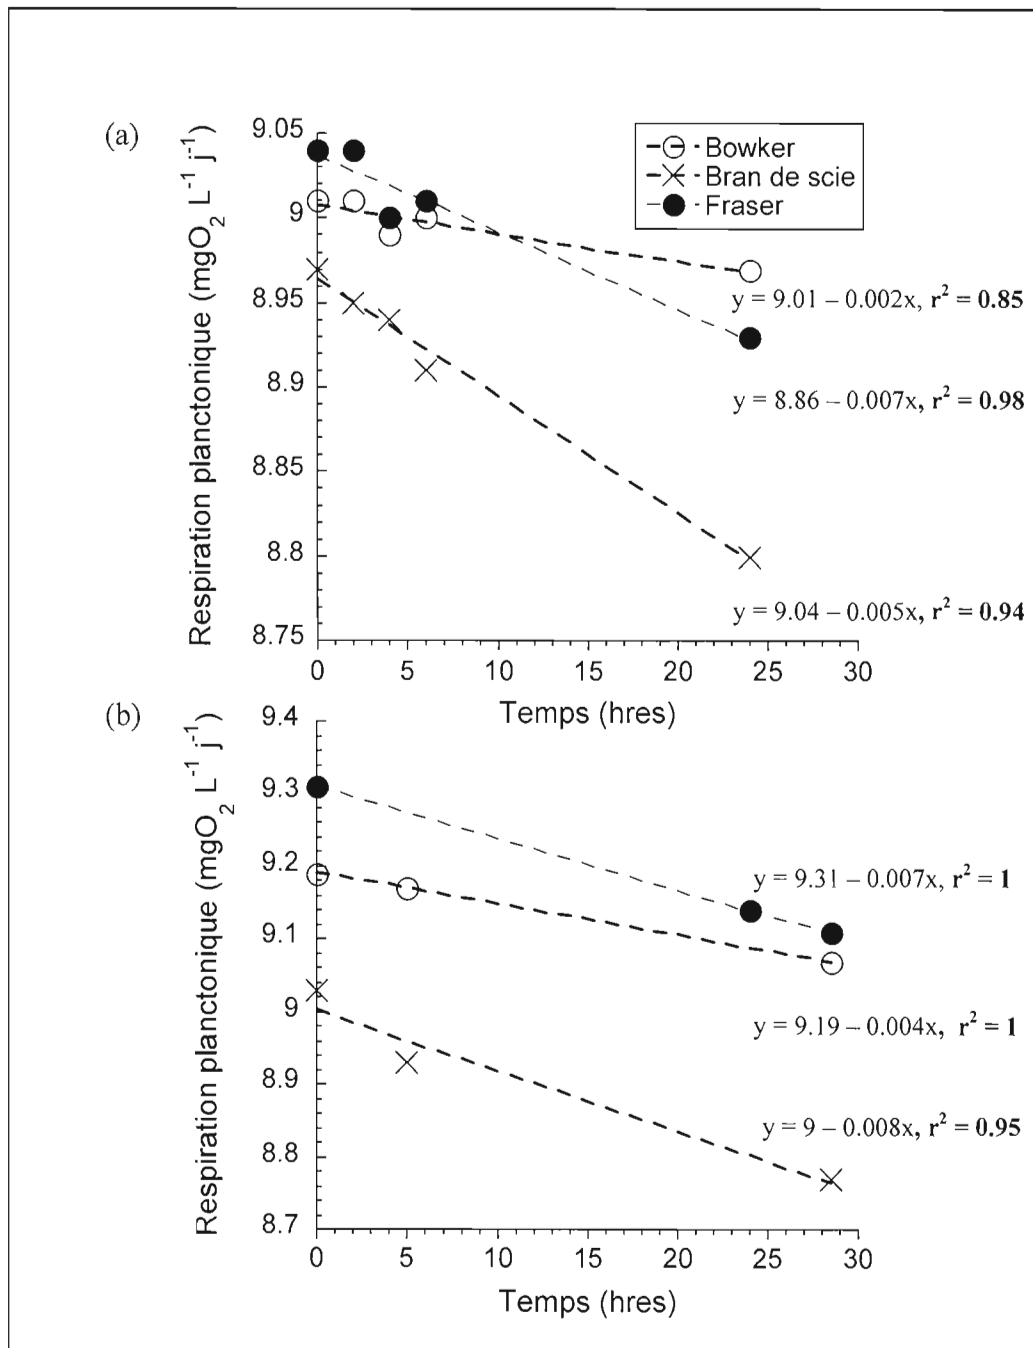 (a)
Respiration planctonique (mgO₂ L⁻¹ j⁻¹)
9.05
9
8.95
8.9
8.85
8.8
8.75
Bowker
Bran de scie
Fraser
y = 9.01 – 0.002x, r² = 0.85
y = 8.86 – 0.007x, r² = 0.98
y = 9.04 – 0.005x, r² = 0.94
0 5 10 15 20 25 30
Temps (hres)
(b)
Respiration planctonique (mgO₂ L⁻¹ j⁻¹)
9.4
9.3
9.2
9.1
9
8.9
8.8
8.7
y = 9.31 – 0.007x, r² = 1
y = 9.19 – 0.004x, r² = 1
y = 9 – 0.008x, r² = 0.95
0 5 10 15 20 25 30
Temps (hres)